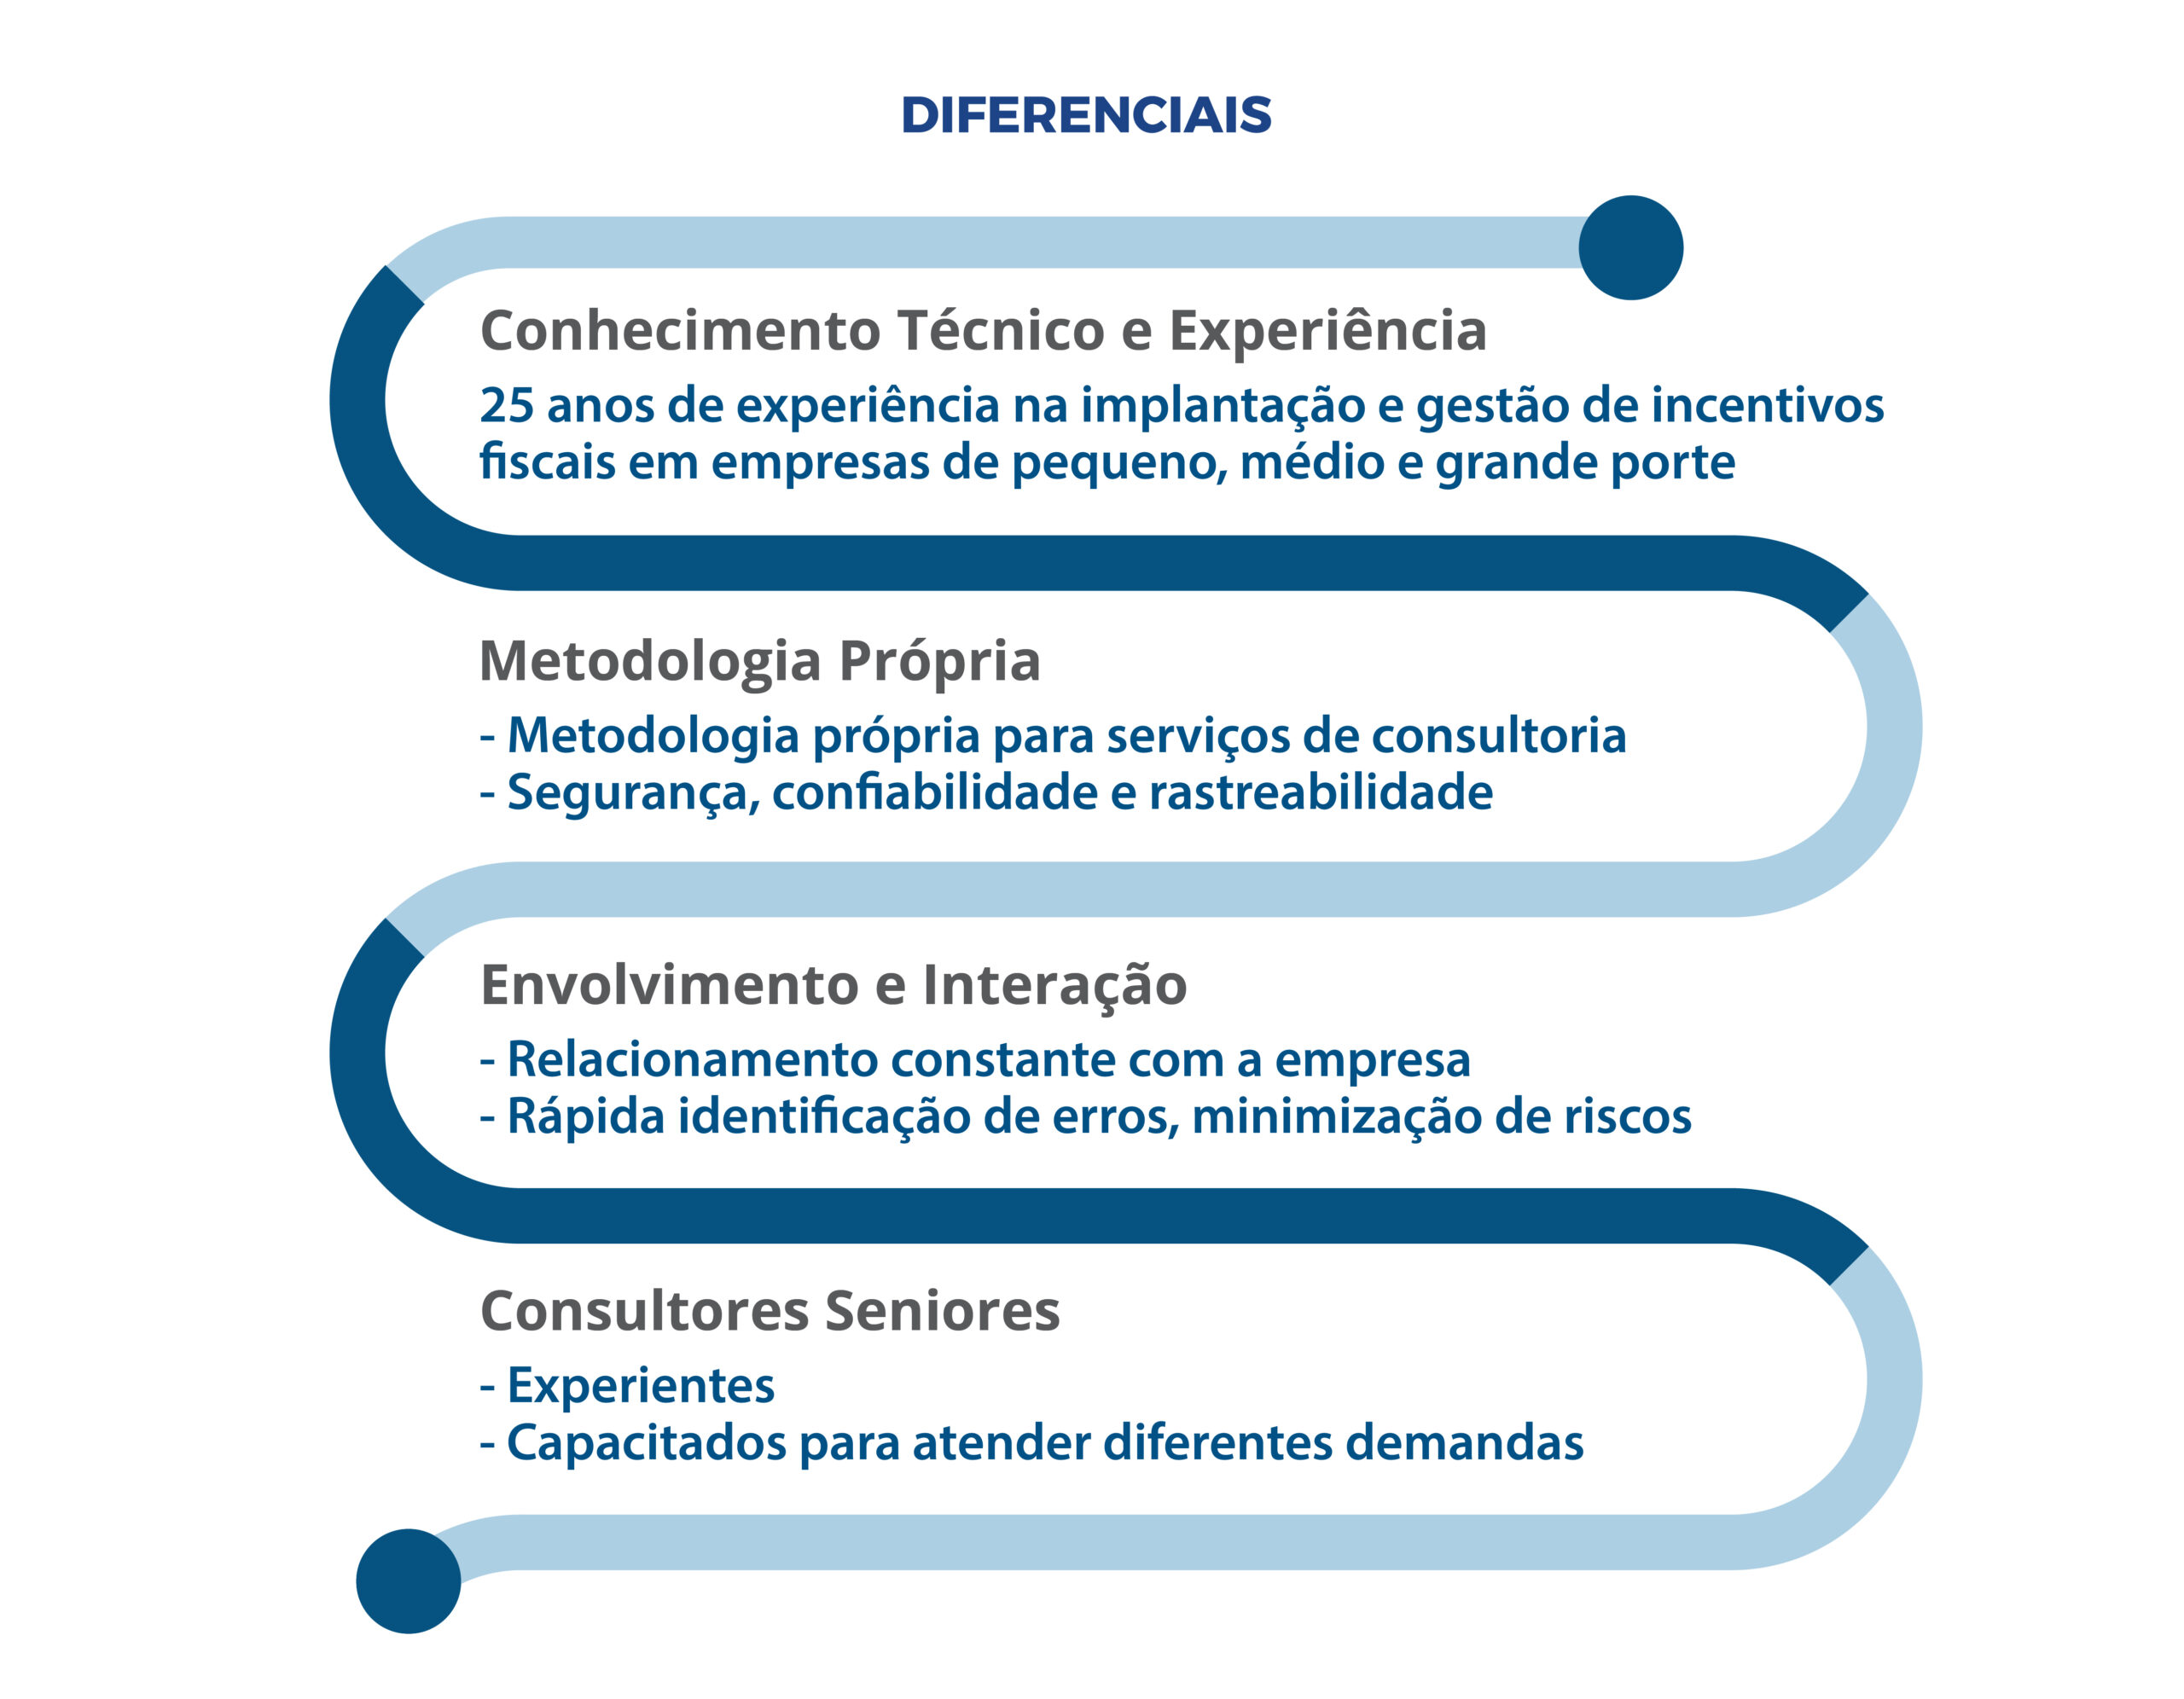 DIFERENCIAIS
Conhecimento Técnico e Experiência
25 anos de experiência na implantação e gestão de incentivos
fiscais em empresas de pequeno, médio e grande porte
Metodologia Própria
- Metodologia própria para serviços de consultoria
- Segurança, confiabilidade e rastreabilidade
Envolvimento e Interação
- Relacionamento constante com a empresa
- Rápida identificação de erros, minimização de riscos
Consultores Seniores
- Experientes
- Capacitados para atender diferentes demandas